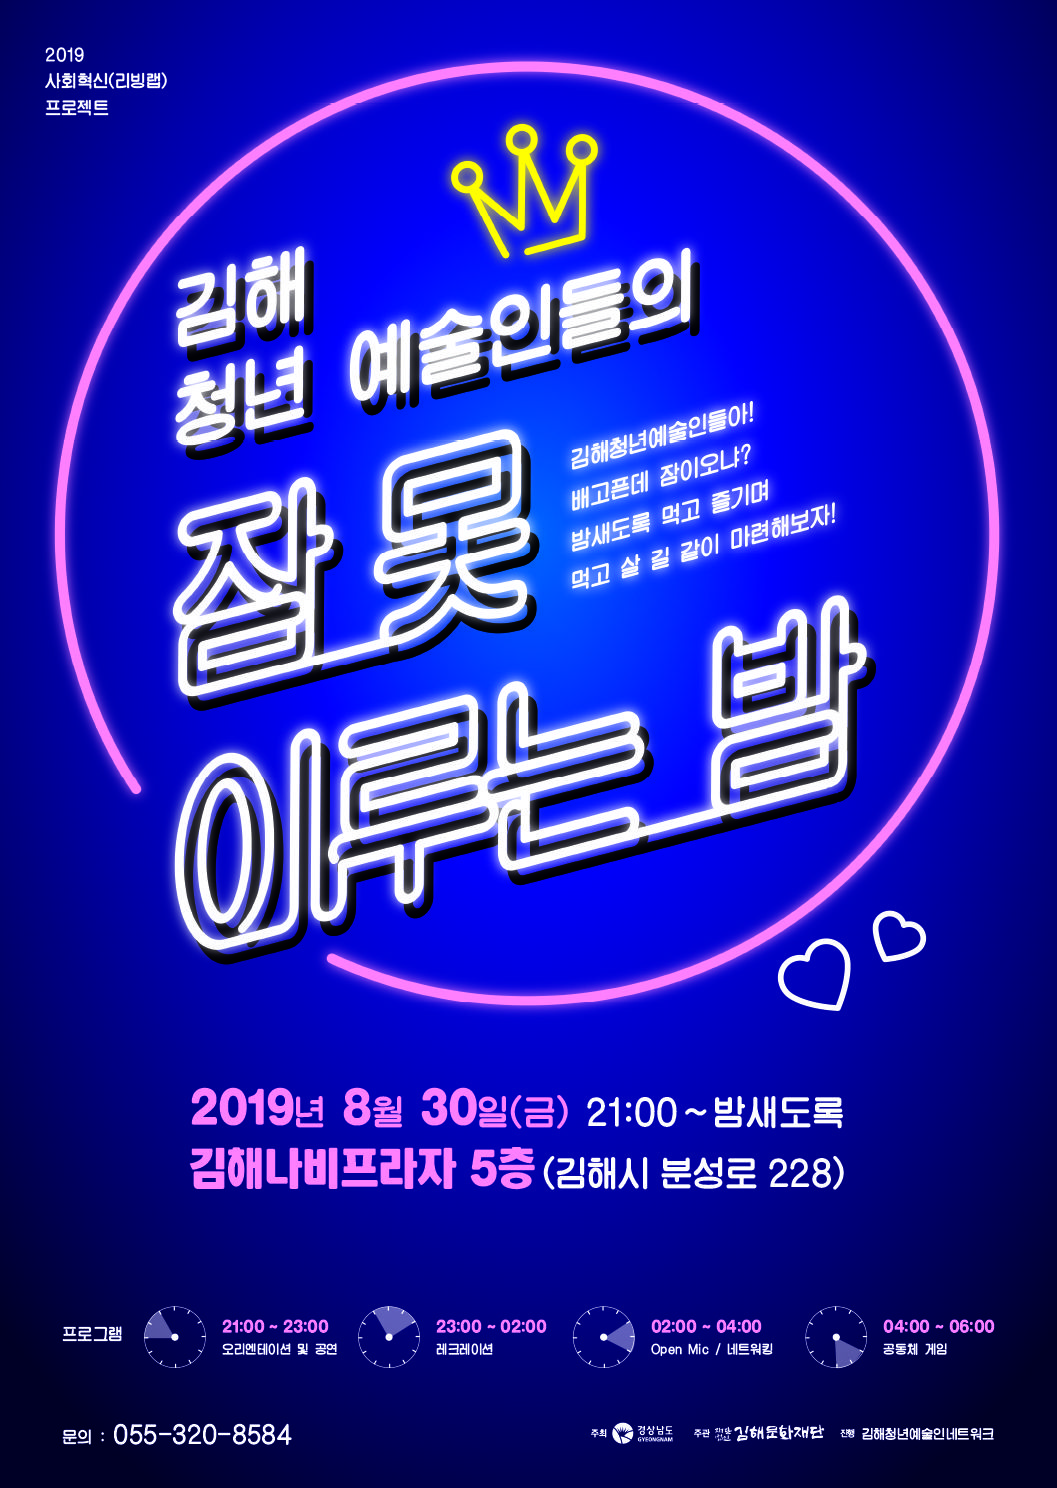 2019
사회혁신(리빙랩)
프로젝트
김해
청년 예술인들의
잠 못
이루는 밤
김해청년예술인들아!
배고픈데 잠이오냐?
밤새도록 먹고 즐기며
먹고 살 길 같이 마련해보자!
2019년 8월 30일(금) 21:00 ~ 밤새도록
김해나비프라자 5층 (김해시 분성로 228)
프로그램
21:00 ~ 23:00
오리엔테이션 및 공연
23:00 ~ 02:00
레크레이션
02:00 ~ 04:00
Open Mic / 네트워킹
04:00 ~ 06:00
공동체 게임
문의 : 055-320-8584
주최 경상남도 GYEONGNAM 주관 재단법인 김해문화재단 진행 김해청년예술인네트워크